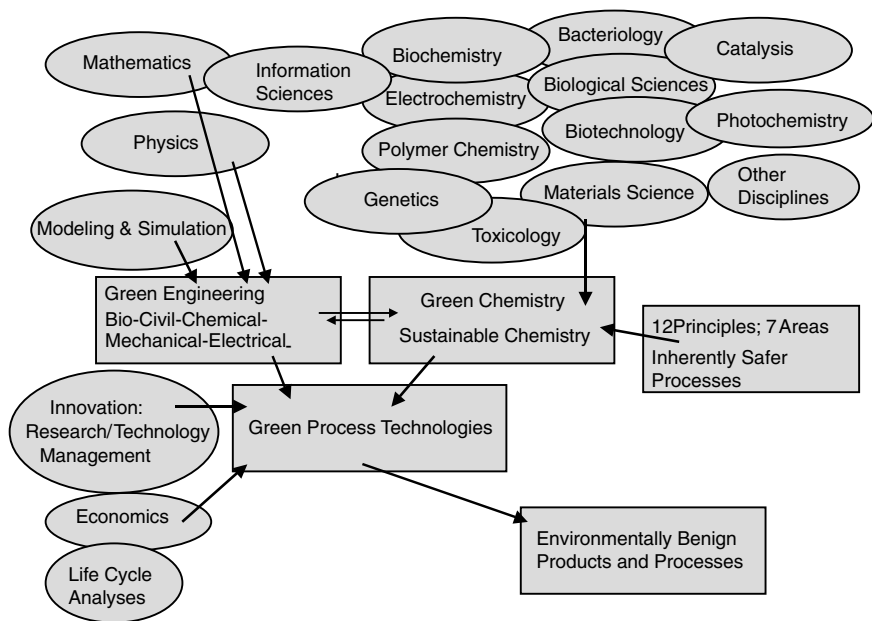 Mathematics
Information
Sciences
Biochemistry
Bacteriology
Catalysis
Electrochemistry
Biological Sciences
Physics
Biotechnology
Photochemistry
Polymer Chemistry
Genetics
Materials Science
Other
Disciplines
Modeling & Simulation
Toxicology
Green Engineering
Bio-Civil-Chemical-
Mechanical-Electrical
Green Chemistry
Sustainable Chemistry
12Principles; 7Areas
Inherently Safer
Processes
Innovation:
Research/Technology
Management
Green Process Technologies
Economics
Environmentally Benign
Products and Processes
Life Cycle
Analyses